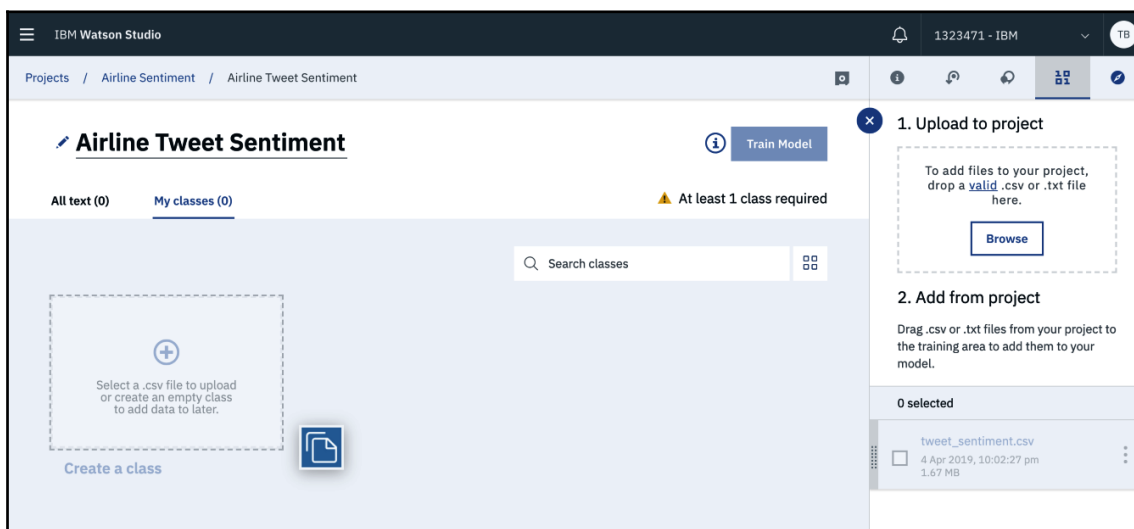 IBM Watson Studio
1323471 - IBM
TB
Projects / Airline Sentiment / Airline Tweet Sentiment
Airline Tweet Sentiment
Train Model
All text (0)
My classes (0)
At least 1 class required
Search classes
Select a .csv file to upload
or create an empty class
to add data to later.
Create a class
1. Upload to project
To add files to your project,
drop a valid .csv or .txt file
here.
Browse
2. Add from project
Drag .csv or .txt files from your project to
the training area to add them to your
model.
0 selected
tweet_sentiment.csv
4 Apr 2019, 10:02:27 pm
1.67 MB